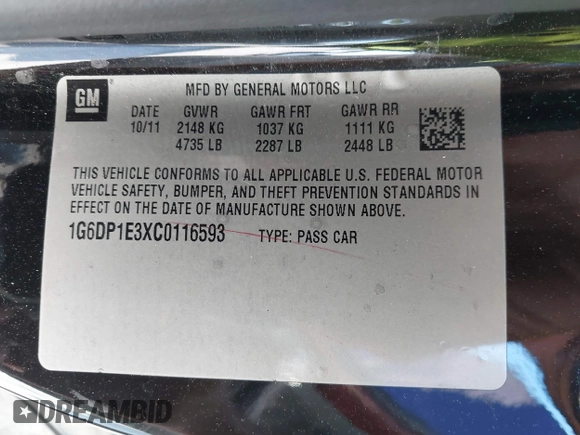 GM
MFD BY GENERAL MOTORS LLC
DATE GVWR GAWR FRT GAWR RR
10/11 2148 KG 1037 KG 1111 KG
4735 LB 2287 LB 2448 LB
THIS VEHICLE CONFORMS TO ALL APPLICABLE U.S. FEDERAL MOTOR
VEHICLE SAFETY, BUMPER, AND THEFT PREVENTION STANDARDS
IN EFFECT ON THE DATE OF MANUFACTURE SHOWN ABOVE.
1G6DP1E3XC0116593 TYPE: PASS CAR
DREAMBID